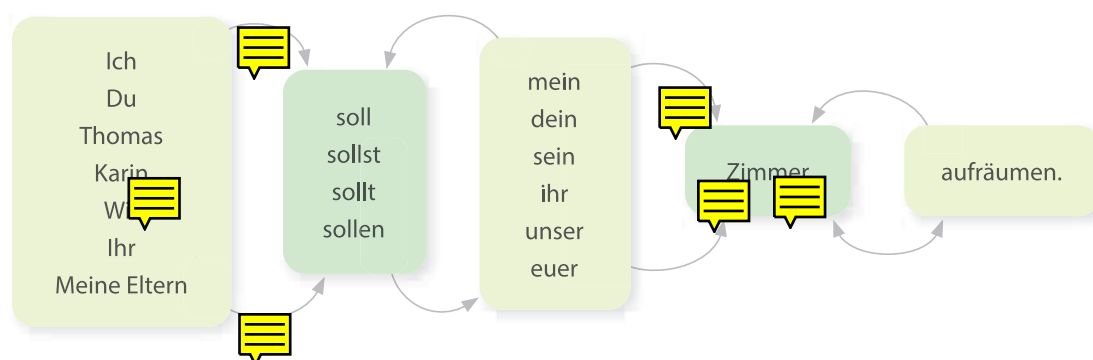 Ich
Du
Thomas
Karin
Ihr
Meine Eltern
soll
sollst
sollt
sollen
mein
dein
sein
ihr
unser
euer
Zimmer
aufräumen.